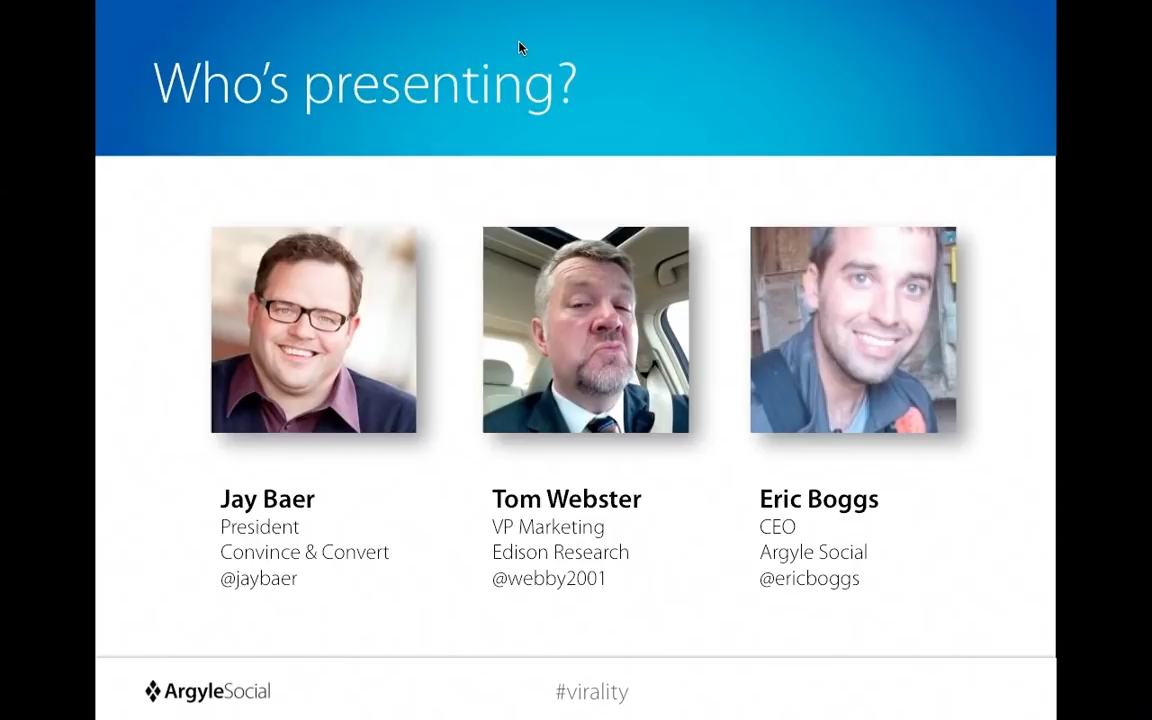 Who's presenting?
Jay Baer
President
Convince & Convert
@jaybaer
Tom Webster
VP Marketing
Edison Research
@webby2001
Eric Boggs
CEO
Argyle Social
@ericboggs
ArgyleSocial
#virality